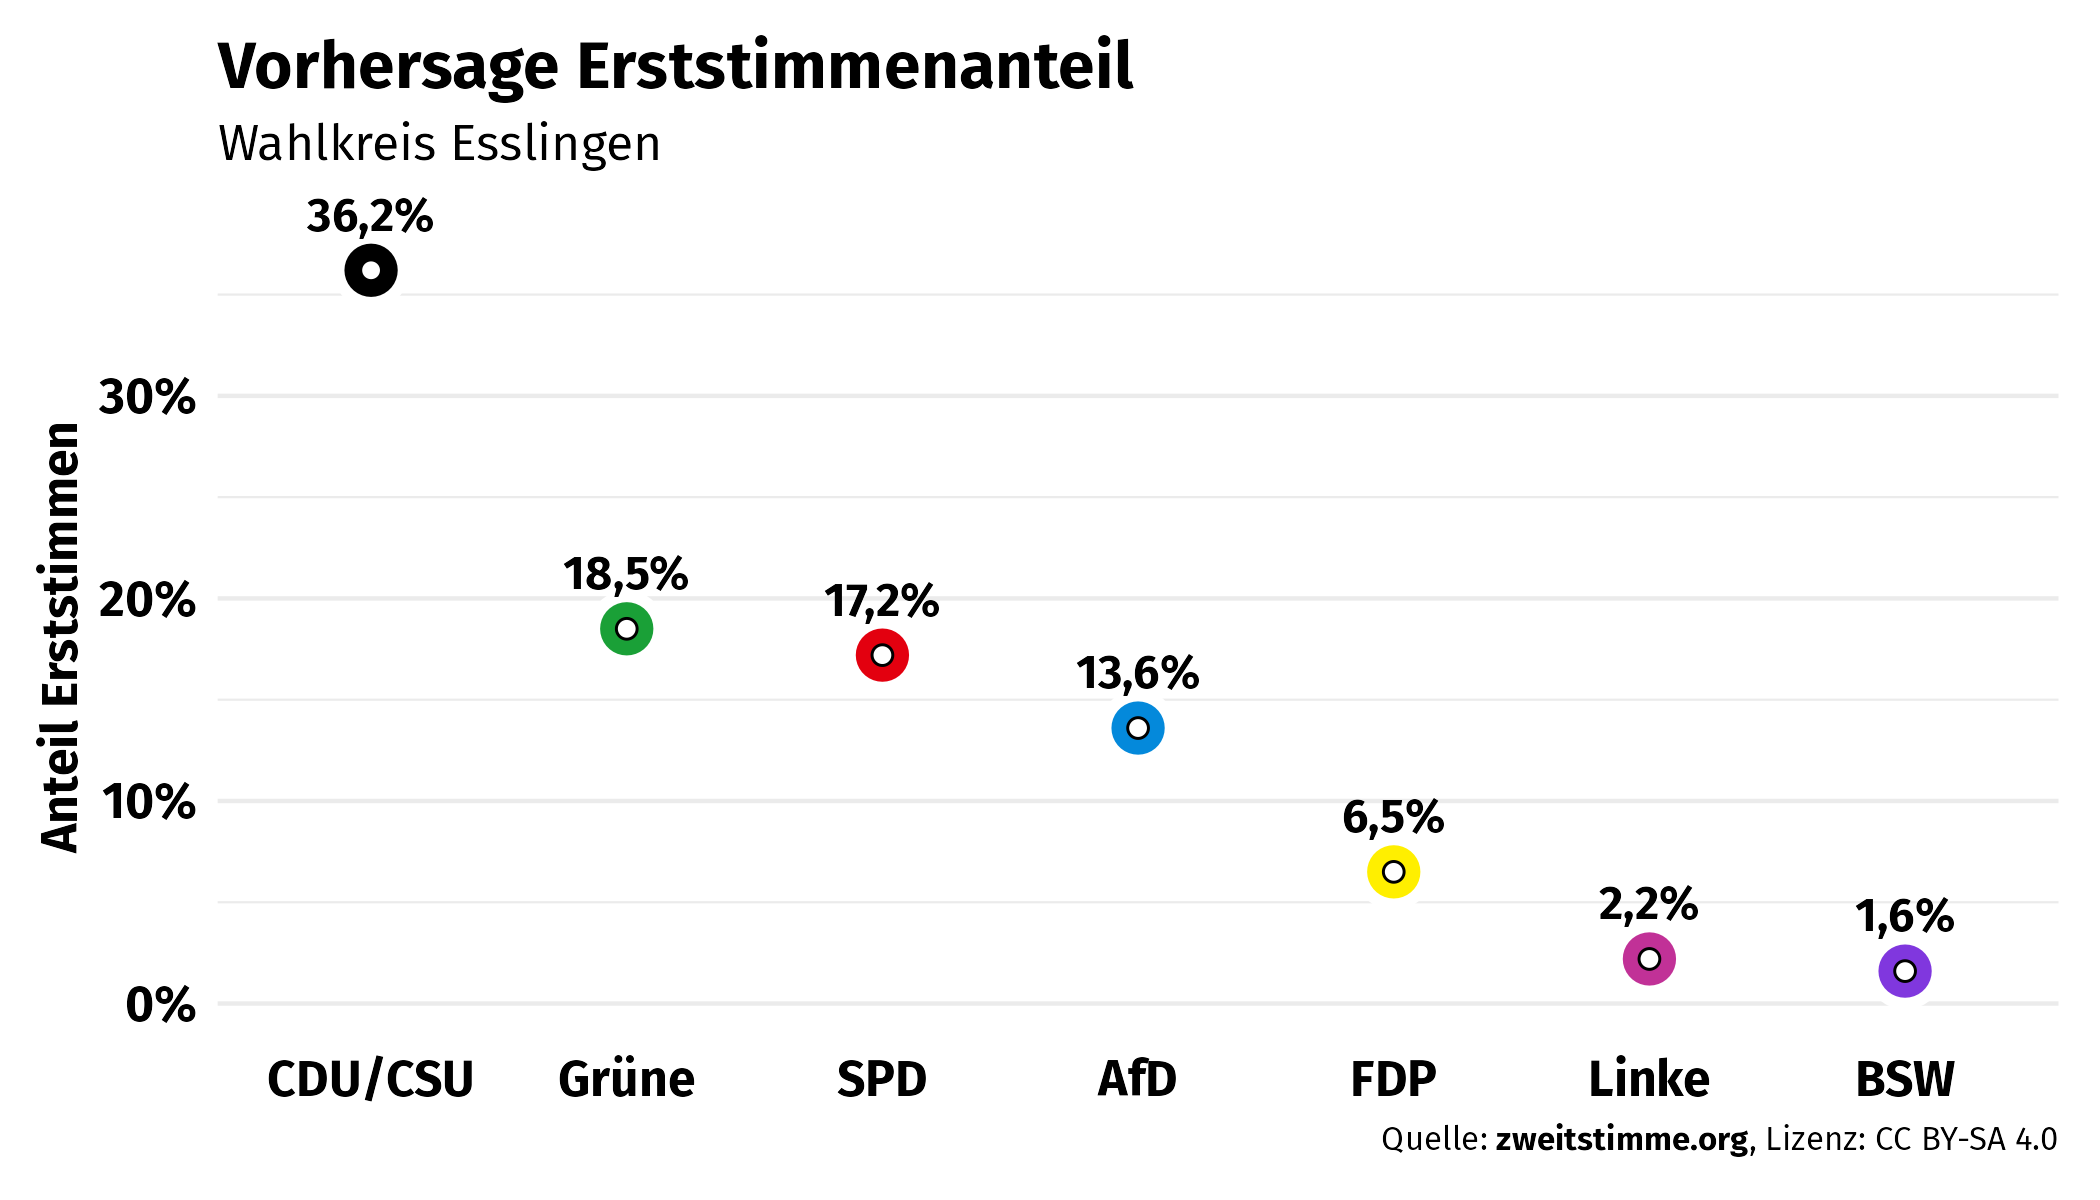 Vorhersage Erststimmenanteil
Wahlkreis Esslingen
36,2%
30%
18,5%
20%
17,2%
13,6%
10%
6,5%
2,2%
1,6%
0%
Anteil Erststimmen
CDU/CSU Grüne SPD AfD FDP Linke BSW
Quelle: zweitstimme.org, Lizenz: CC BY-SA 4.0